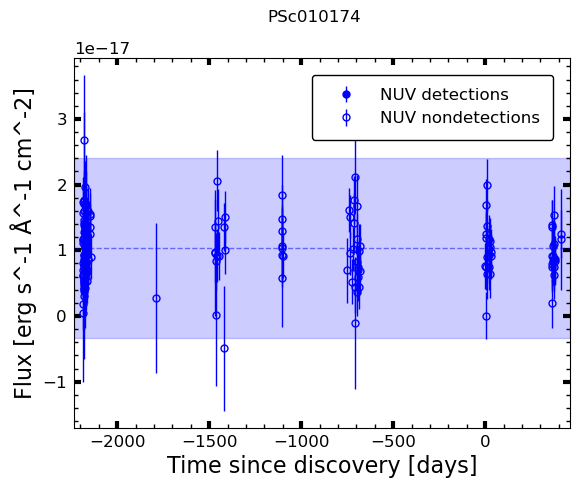 PSc010174
1e−17
NUV detections
NUV nondetections
3
2
1
0
−1
Flux [erg s^-1 Å^-1 cm^-2]
−2000 −1500 −1000 −500 0
Time since discovery [days]